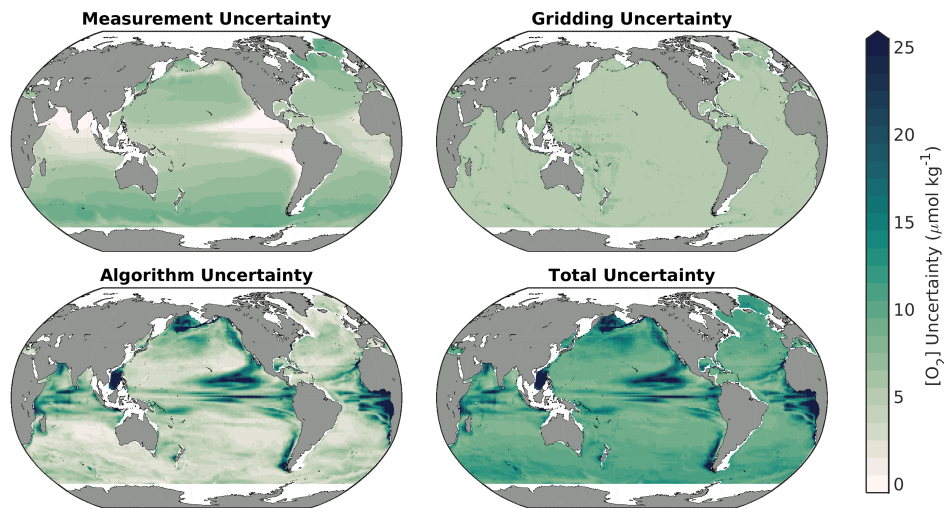 Measurement Uncertainty
Gridding Uncertainty
Algorithm Uncertainty
Total Uncertainty
25
20
15
10
5
0
[O₂] Uncertainty (μmol kg⁻¹)